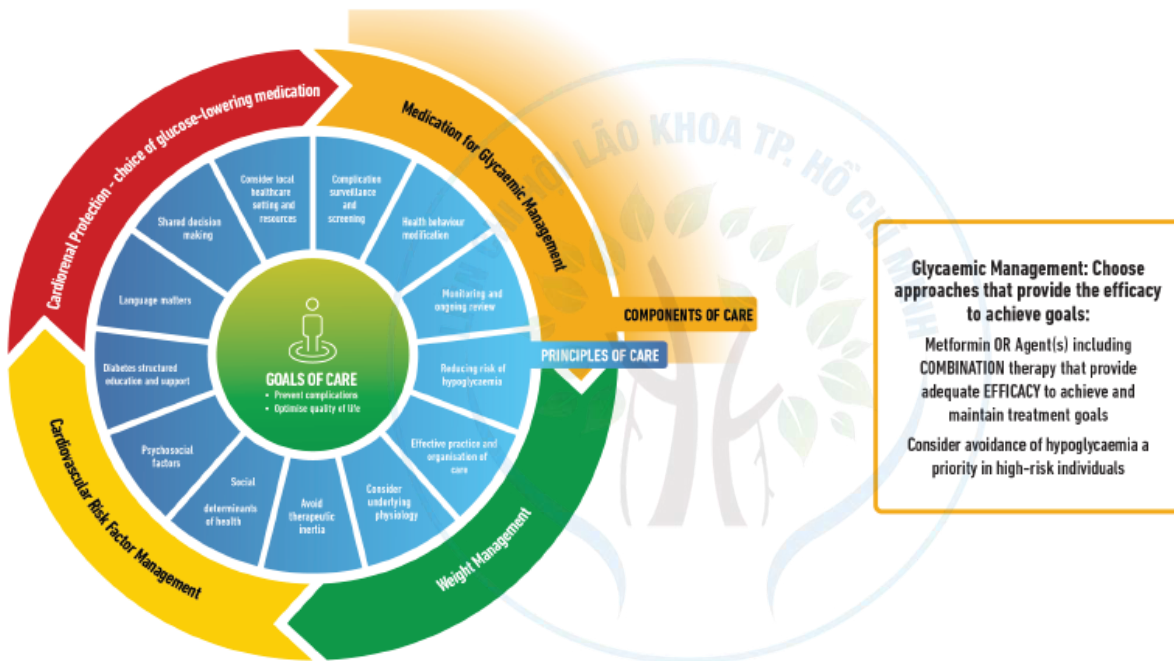 Cardiorenal Protection - choice of glucose-lowering medication
Medication for Glycaemic Management
Consider local
healthcare
setting and
resources
Complication
surveillance
and
screening
Shared decision
making
Health behaviour
modification
Language matters
Monitoring and
ongoing review
COMPONENTS OF CARE
PRINCIPLES OF CARE
Diabetes structured
education and support
GOALS OF CARE
• Prevent complications
• Optimise quality of life
Reducing risk of
hypoglycaemia
Psychosocial
factors
Effective practice and
organisation of
care
Social
determinants
of health
Avoid
therapeutic
inertia
Consider
underlying
physiology
Cardiovascular Risk Factor Management
Weight Management
Glycaemic Management: Choose
approaches that provide the efficacy
to achieve goals:
Metformin OR Agent(s) including
COMBINATION therapy that provide
adequate EFFICACY to achieve and
maintain treatment goals
Consider avoidance of hypoglycaemia a
priority in high-risk individuals
HỘI LÃO KHOA TP. HỒ CHÍ MINH